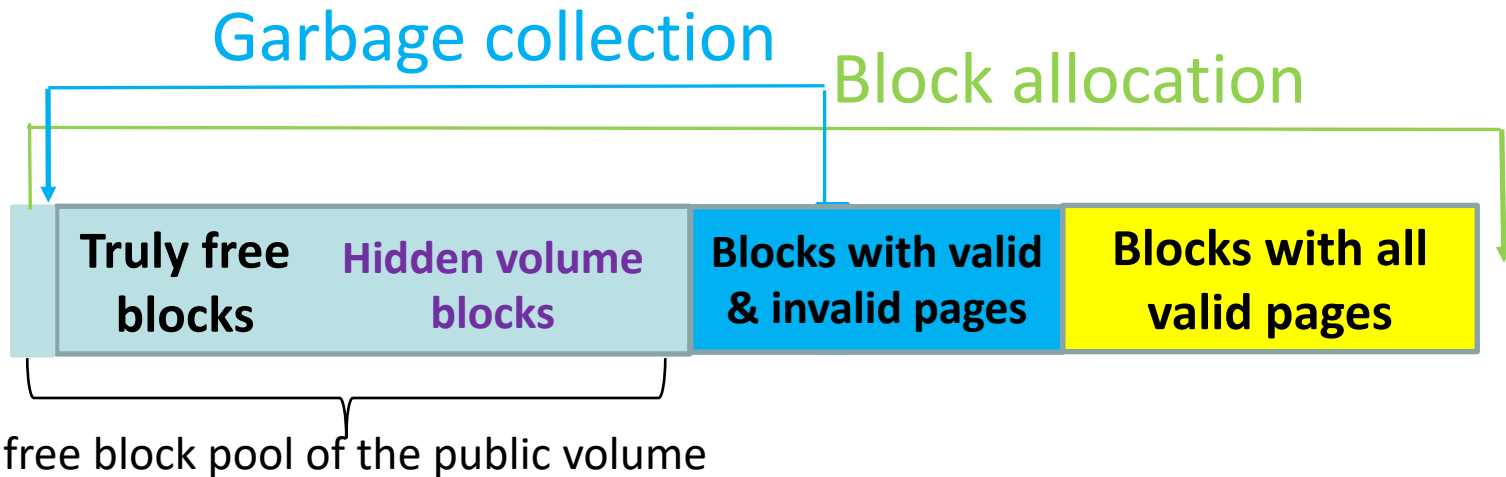 Garbage collection
Block allocation
Truly free
blocks
Hidden volume
blocks
Blocks with valid
& invalid pages
Blocks with all
valid pages
free block pool of the public volume